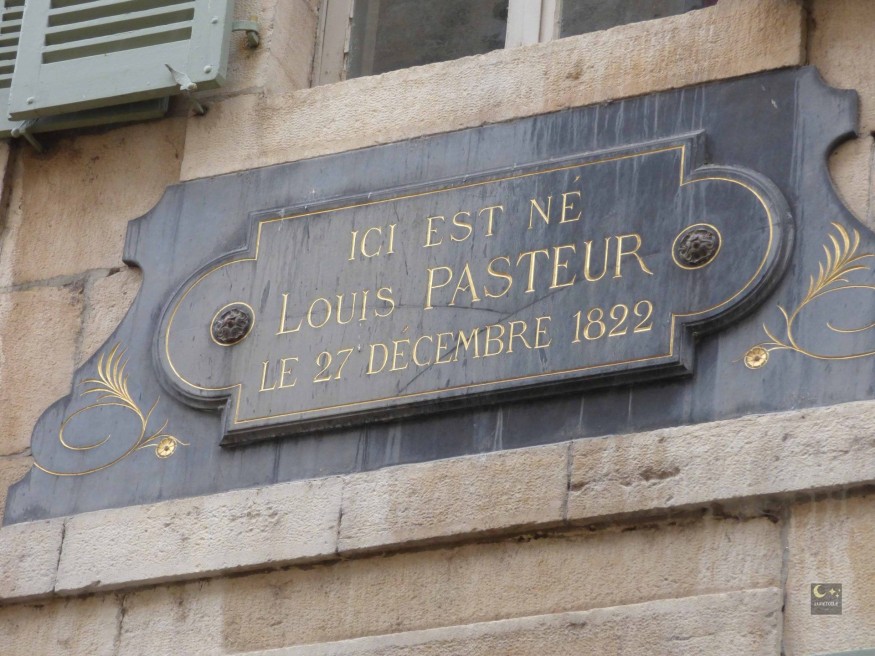 ICI EST NÉ
LOUIS PASTEUR
LE 27 DÉCEMBRE 1822